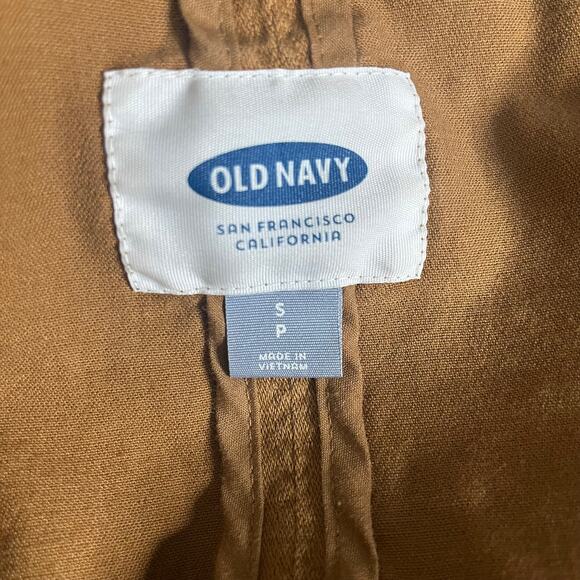 OLD NAVY
SAN FRANCISCO
CALIFORNIA
S
P
MADE IN
VIETNAM